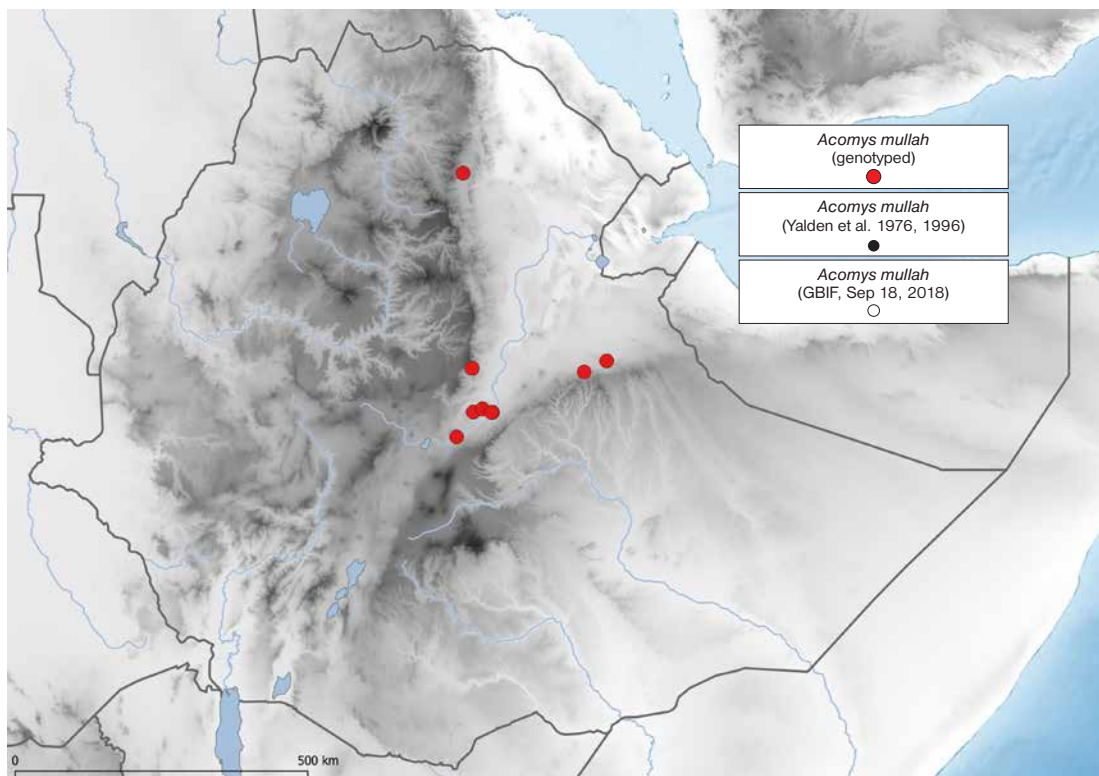 Acomys mullah
(genotyped)
Acomys mullah
(Yalden et al. 1976, 1996)
Acomys mullah
(GBIF, Sep 18, 2018)
0
500 km